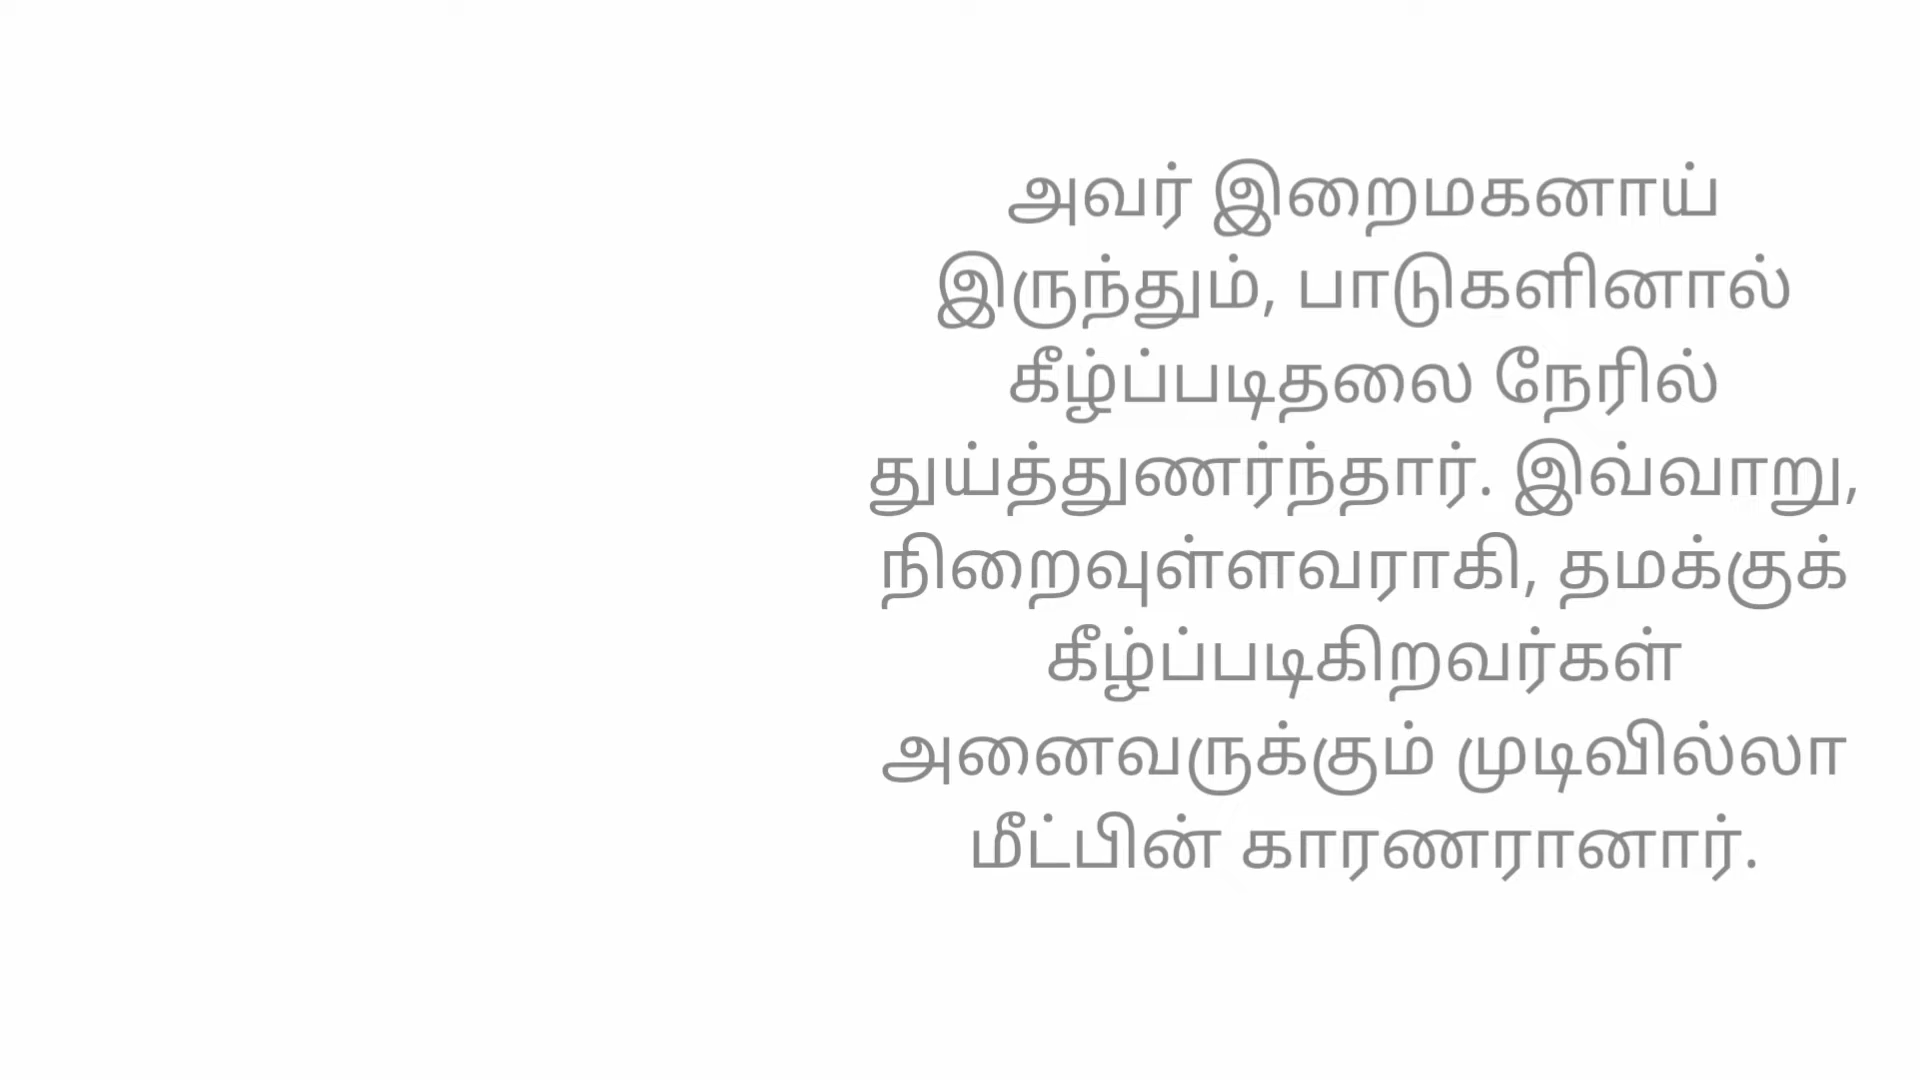 அவர் இறைமகனாய்
இருந்தும், பாடுகளினால்
கீழ்ப்படிதலை நேரில்
துய்த்துணர்ந்தார். இவ்வாறு,
நிறைவுள்ளவராகி, தமக்குக்
கீழ்ப்படிகிறவர்கள்
அனைவருக்கும் முடிவில்லா
மீட்பின் காரணரானார்.